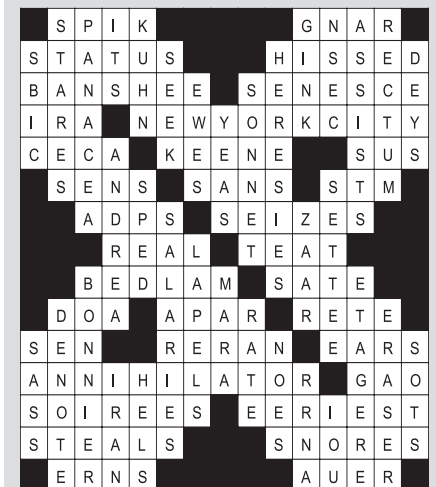 SPIK GNAR
STATUS HISSED
BANSHEE SENESCE
IRA NEWYORKCITY
CECA KEENE SUS
SENS SANS STM
ADPS SEIZES
REAL TEAT
BEDLAM SATE
DOA APAR RETE
SEN RERAN EARS
ANNIHILATOR GAO
SOIREES EERIEST
STEALS SNORES
ERNS AUER